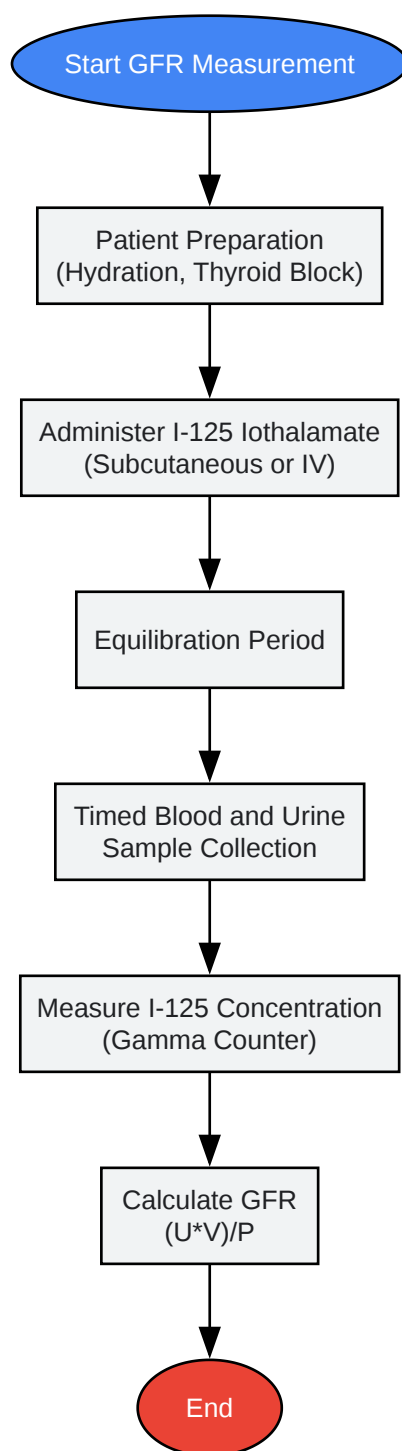 Start GFR Measurement
Patient Preparation
(Hydration, Thyroid Block)
Administer I-125 Iothalamate
(Subcutaneous or IV)
Equilibration Period
Timed Blood and Urine
Sample Collection
Measure I-125 Concentration
(Gamma Counter)
Calculate GFR
(U*V)/P
End